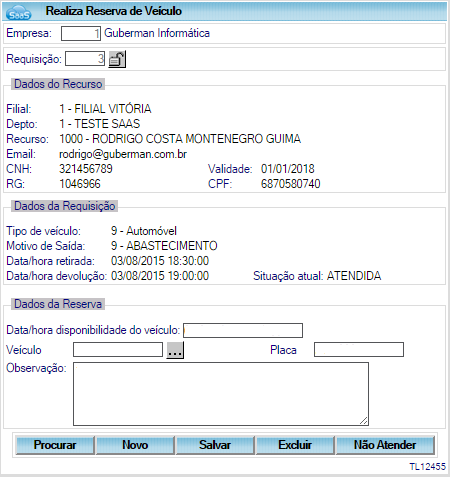 SaaS Realiza Reserva de Veículo
Empresa: 1 Guberman Informática
Requisição: 3
Dados do Recurso
Filial: 1 - FILIAL VITÓRIA
Depto: 1 - TESTE SAAS
Recurso: 1000 - RODRIGO COSTA MONTENEGRO GUIMA
Email: rodrigo@guberman.com.br
CNH: 321456789 Validade: 01/01/2018
RG: 1046966 CPF: 6870580740
Dados da Requisição
Tipo de veículo: 9 - Automóvel
Motivo de Saída: 9 - ABASTECIMENTO
Data/hora retirada: 03/08/2015 18:30:00
Data/hora devolução: 03/08/2015 19:00:00 Situação atual: ATENDIDA
Dados da Reserva
Data/hora disponibilidade do veículo:
Veículo ... Placa
Observação:
Procurar Novo Salvar Excluir Não Atender
TL12455